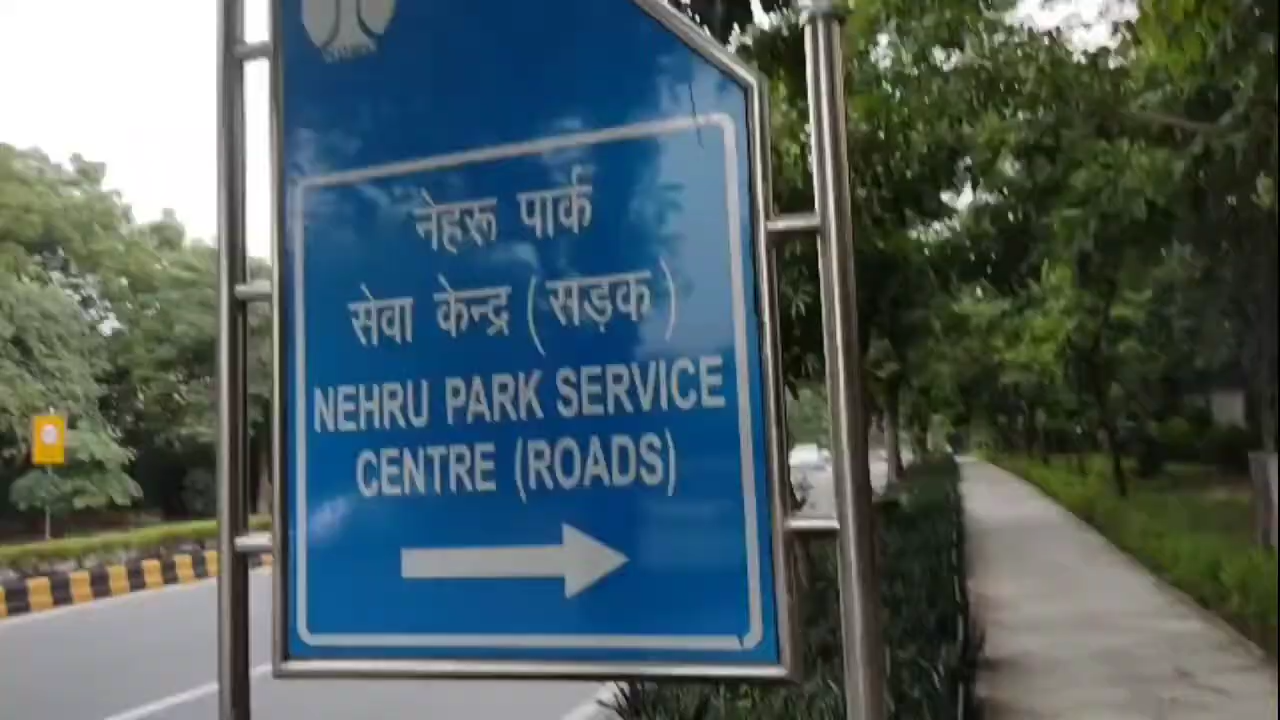 नेहरू पार्क
सेवा केन्द्र (सड़क)
NEHRU PARK SERVICE
CENTRE (ROADS)